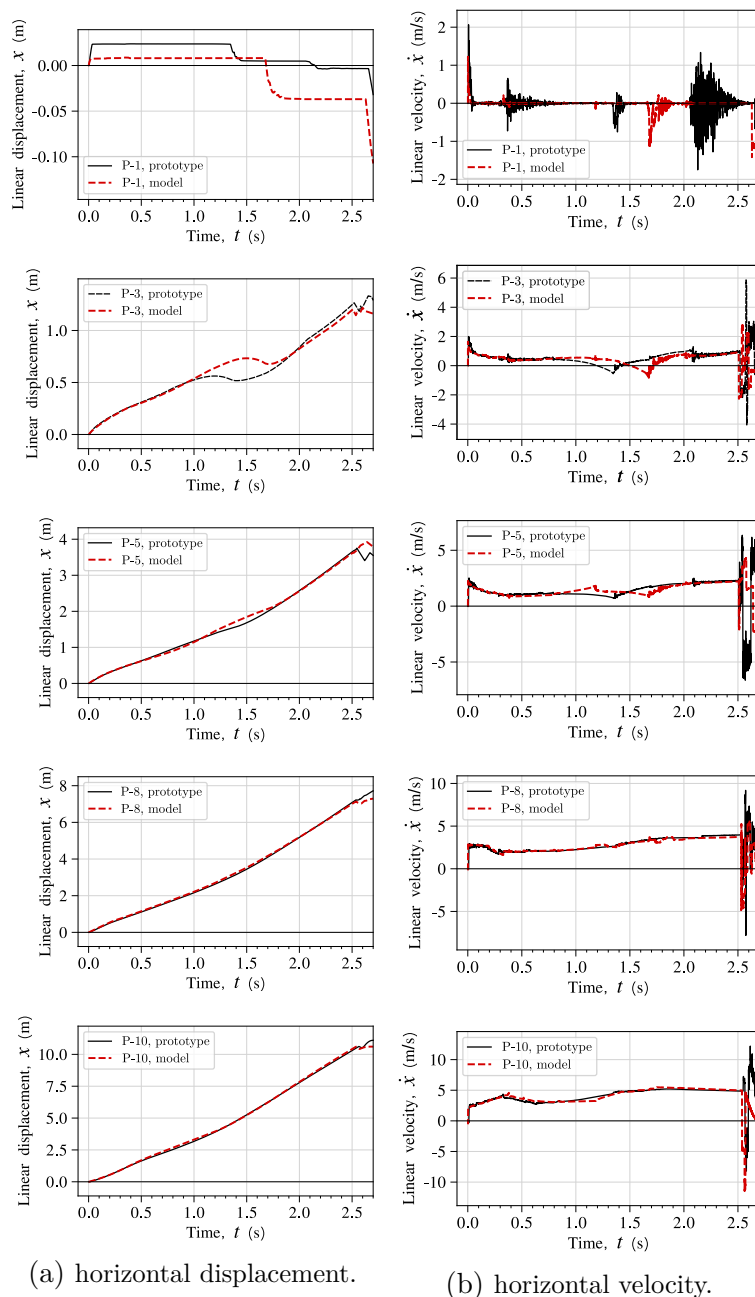 Linear displacement, x (m)
0.00
-0.05
-0.10
P-1, prototype
P-1, model
0.0 0.5 1.0 1.5 2.0 2.5
Time, t (s)
Linear velocity, ẋ (m/s)
2
1
0
-1
-2
P-1, prototype
P-1, model
0.0 0.5 1.0 1.5 2.0 2.5
Time, t (s)
Linear displacement, x (m)
1.0
0.5
0.0
P-3, prototype
P-3, model
0.0 0.5 1.0 1.5 2.0 2.5
Time, t (s)
Linear velocity, ẋ (m/s)
6
4
2
0
-2
-4
P-3, prototype
P-3, model
0.0 0.5 1.0 1.5 2.0 2.5
Time, t (s)
Linear displacement, x (m)
4
3
2
1
0
P-5, prototype
P-5, model
0.0 0.5 1.0 1.5 2.0 2.5
Time, t (s)
Linear velocity, ẋ (m/s)
5
0
-5
P-5, prototype
P-5, model
0.0 0.5 1.0 1.5 2.0 2.5
Time, t (s)
Linear displacement, x (m)
8
6
4
2
0
P-8, prototype
P-8, model
0.0 0.5 1.0 1.5 2.0 2.5
Time, t (s)
Linear velocity, ẋ (m/s)
10
5
0
-5
P-8, prototype
P-8, model
0.0 0.5 1.0 1.5 2.0 2.5
Time, t (s)
Linear displacement, x (m)
10.0
7.5
5.0
2.5
0.0
P-10, prototype
P-10, model
0.0 0.5 1.0 1.5 2.0 2.5
Time, t (s)
Linear velocity, ẋ (m/s)
10
5
0
-5
-10
P-10, prototype
P-10, model
0.0 0.5 1.0 1.5 2.0 2.5
Time, t (s)
(a) horizontal displacement.
(b) horizontal velocity.